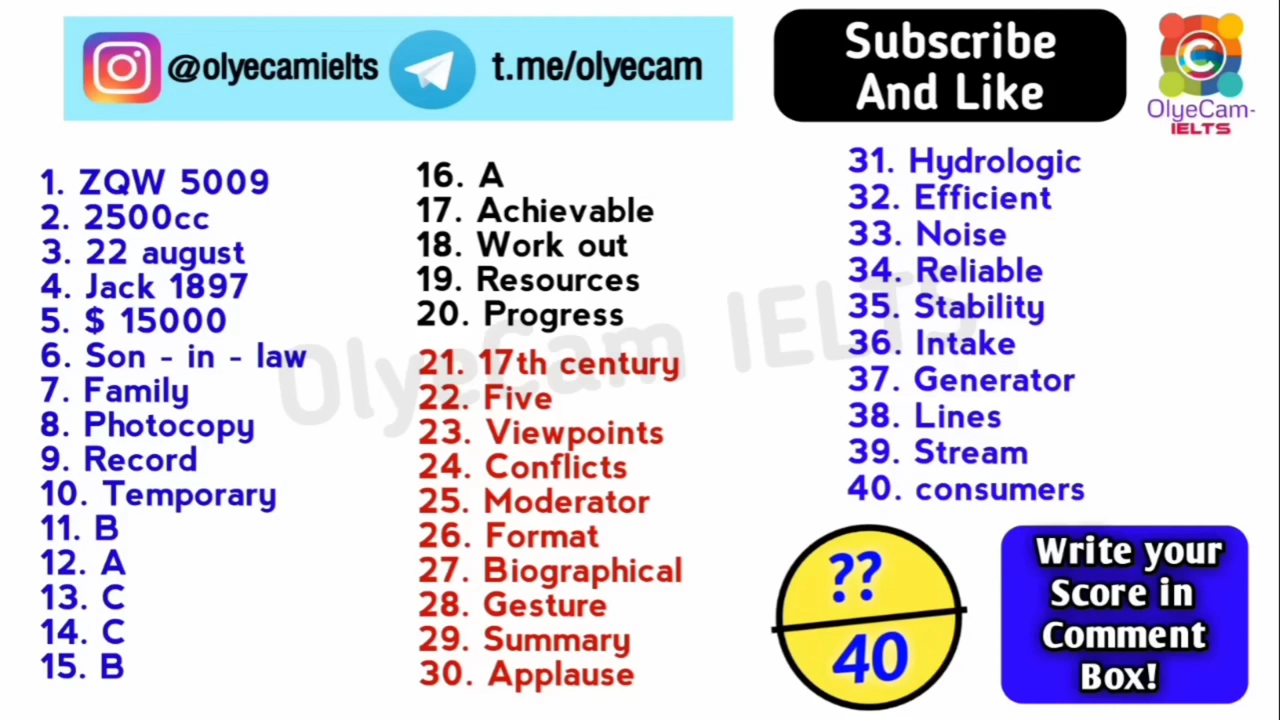 @olyecamielts t.me/olyecam
Subscribe
And Like
C
OlyeCam-
IELTS
1. ZQW 5009
2. 2500cc
3. 22 august
4. Jack 1897
5. $ 15000
6. Son - in - law
7. Family
8. Photocopy
9. Record
10. Temporary
11. B
12. A
13. C
14. C
15. B
16. A
17. Achievable
18. Work out
19. Resources
20. Progress
21. 17th century
22. Five
23. Viewpoints
24. Conflicts
25. Moderator
26. Format
27. Biographical
28. Gesture
29. Summary
30. Applause
31. Hydrologic
32. Efficient
33. Noise
34. Reliable
35. Stability
36. Intake
37. Generator
38. Lines
39. Stream
40. consumers
OlyeCam IELTS
??
40
Write your
Score in
Comment
Box!